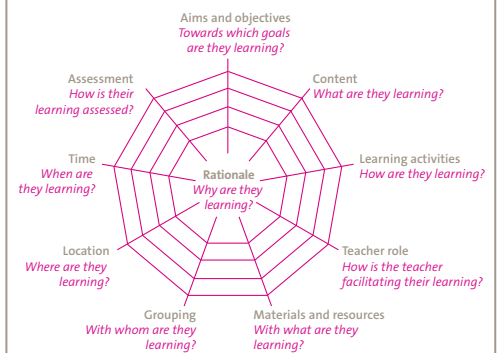 Aims and objectives
Towards which goals
are they learning?
Content
What are they learning?
Learning activities
How are they learning?
Teacher role
How is the teacher
facilitating their learning?
Materials and resources
With what are they
learning?
Grouping
With whom are they
learning?
Location
Where are they
learning?
Time
When are
they learning?
Assessment
How is their
learning assessed?
Rationale
Why are they
learning?